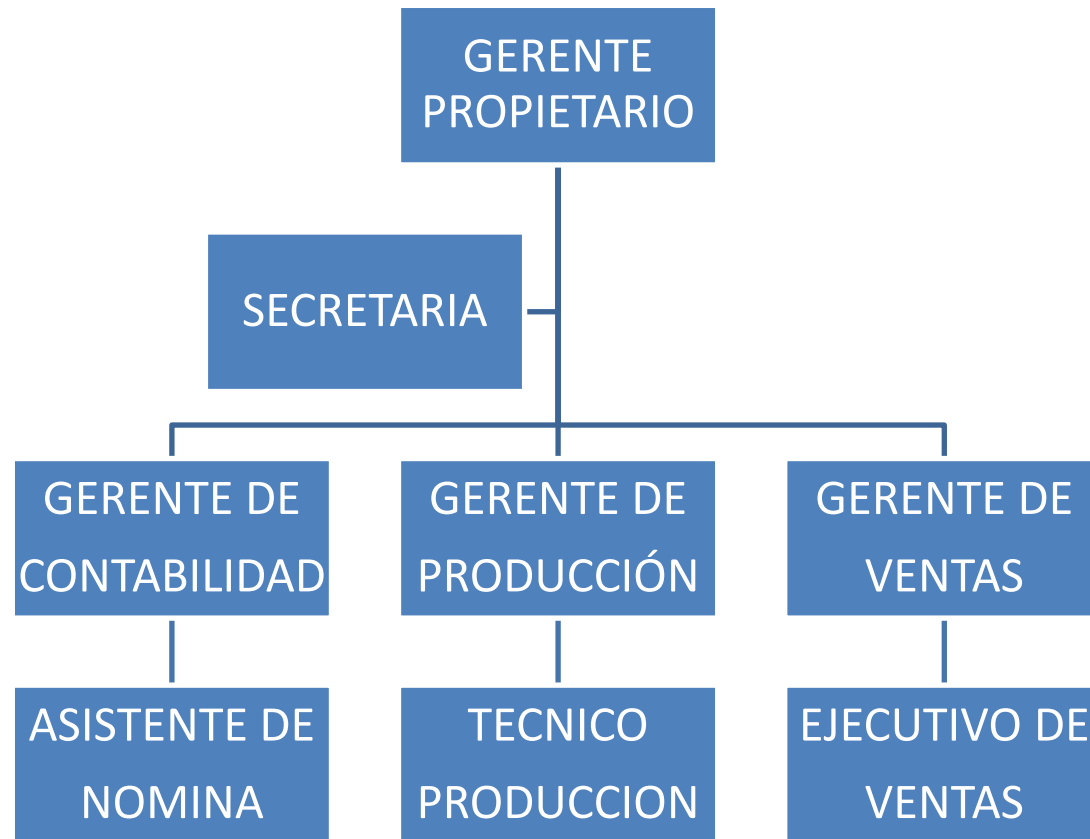 GERENTE
PROPIETARIO
SECRETARIA
GERENTE DE
CONTABILIDAD
GERENTE DE
PRODUCCIÓN
GERENTE DE
VENTAS
ASISTENTE DE
NOMINA
TECNICO
PRODUCCION
EJECUTIVO DE
VENTAS